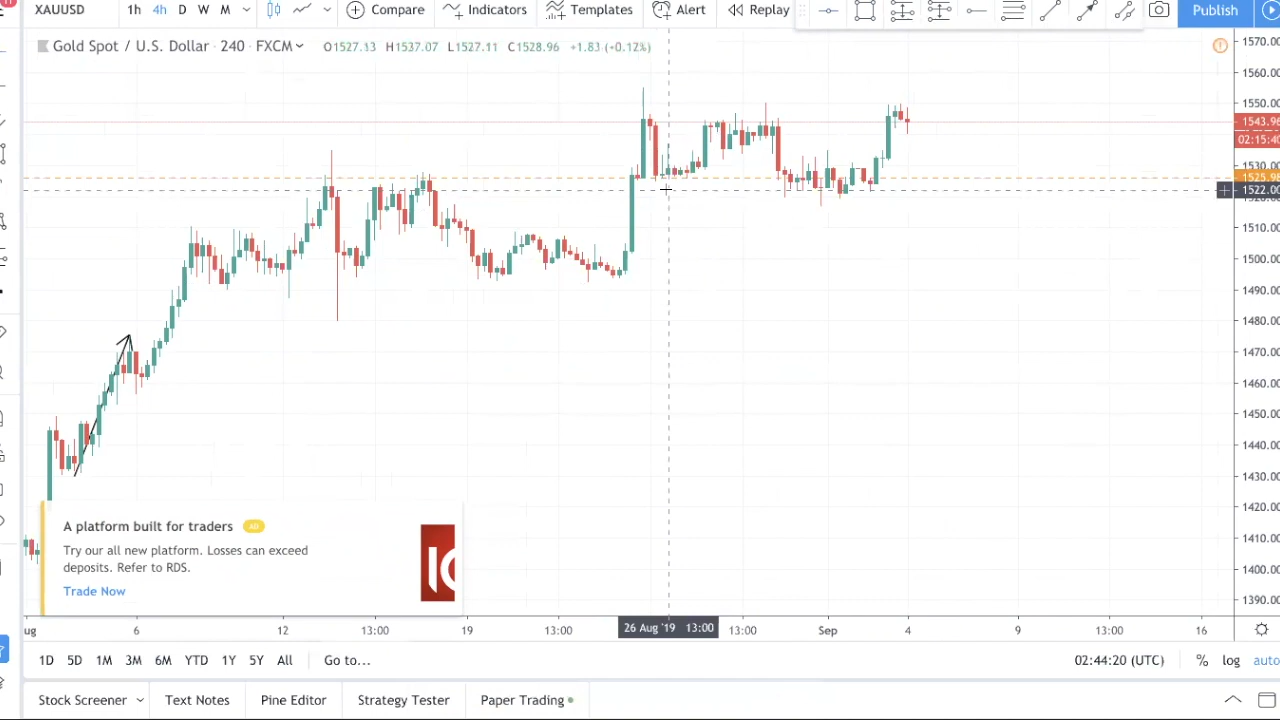 XAUUSD 1h 4h D W M Compare Indicators Templates Alert Replay Publish
Gold Spot / U.S. Dollar · 240 · FXCM O1527.13 H1537.07 L1527.11 C1528.96 +1.83 (+0.12%)
1570.00
1560.00
1550.00
1543.96
02:15:40
1530.00
1525.98
1522.00
1510.00
1500.00
1490.00
1480.00
1470.00
1460.00
1450.00
1440.00
1430.00
1420.00
1410.00
1400.00
1390.00
A platform built for traders AD
Try our all new platform. Losses can exceed
deposits. Refer to RDS.
Trade Now
ug 6 12 13:00 19 13:00 26 Aug '19 13:00 13:00 Sep 4 9 13:00 16
1D 5D 1M 3M 6M YTD 1Y 5Y All Go to... 02:44:20 (UTC) % log auto
Stock Screener Text Notes Pine Editor Strategy Tester Paper Trading